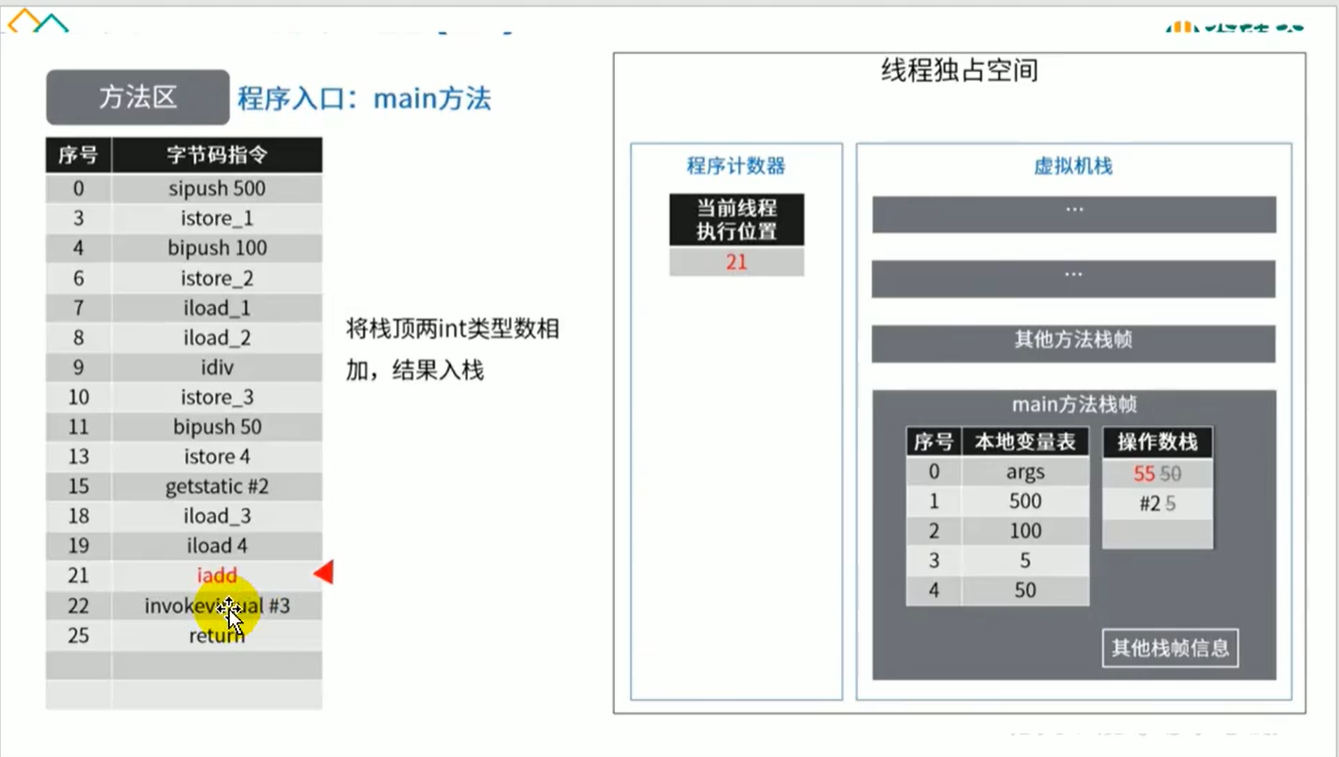 方法区 程序入口：main方法
序号 字节码指令
0 sipush 500
3 istore_1
4 bipush 100
6 istore_2
7 iload_1
8 iload_2
9 idiv
10 istore_3
11 bipush 50
13 istore 4
15 getstatic #2
18 iload_3
19 iload 4
21 iadd
22 invokevirtual #3
25 return
将栈顶两int类型数相
加，结果入栈
线程独占空间
程序计数器
当前线程
执行位置
21
虚拟机栈
...
...
其他方法栈帧
main方法栈帧
序号 本地变量表
0 args
1 500
2 100
3 5
4 50
操作数栈
55 50
#2 5
其他栈帧信息